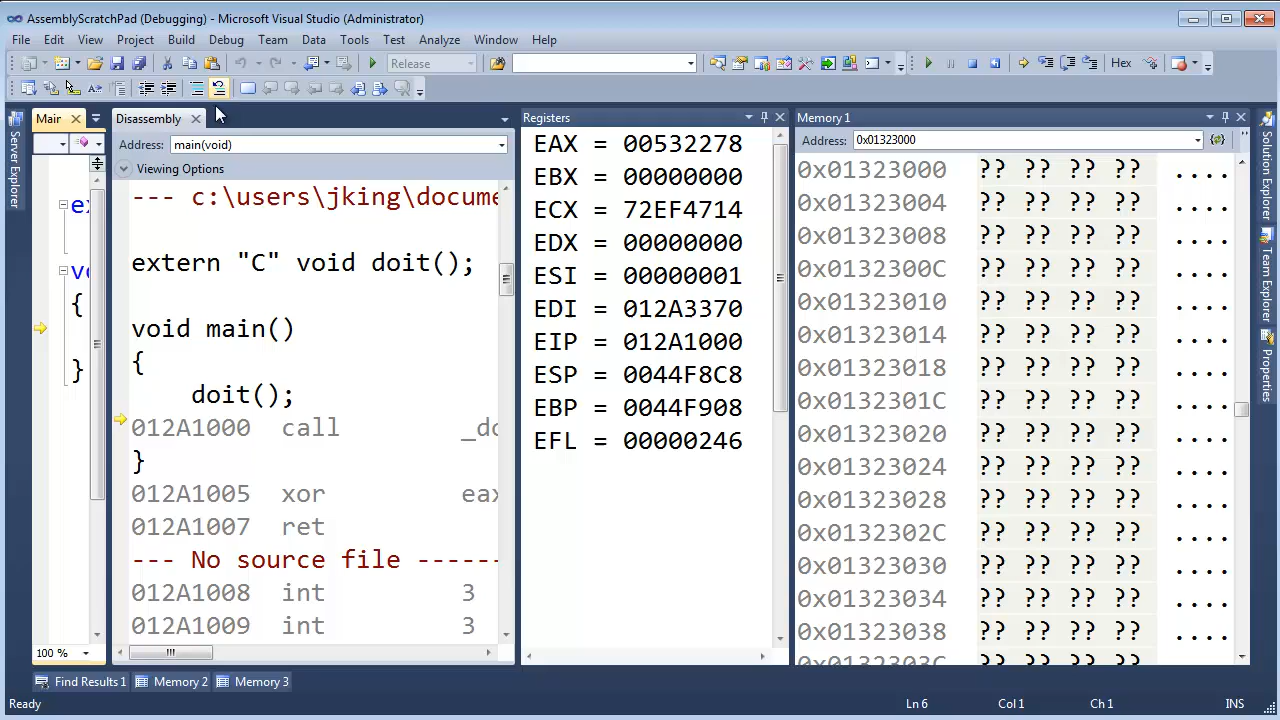 AssemblyScratchPad (Debugging) - Microsoft Visual Studio (Administrator)
File Edit View Project Build Debug Team Data Tools Test Analyze Window Help
Release
Hex
Server Explorer
Main
Disassembly
Address: main(void)
Viewing Options
ex
vo
{
}
100 %
--- c:\users\jking\docume
extern "C" void doit();
void main()
{
doit();
012A1000 call _do
}
012A1005 xor eax
012A1007 ret
--- No source file ------
012A1008 int 3
012A1009 int 3
Registers
EAX = 00532278
EBX = 00000000
ECX = 72EF4714
EDX = 00000000
ESI = 00000001
EDI = 012A3370
EIP = 012A1000
ESP = 0044F8C8
EBP = 0044F908
EFL = 00000246
Memory 1
Address: 0x01323000
0x01323000 ?? ?? ?? ?? ....
0x01323004 ?? ?? ?? ?? ....
0x01323008 ?? ?? ?? ?? ....
0x0132300C ?? ?? ?? ?? ....
0x01323010 ?? ?? ?? ?? ....
0x01323014 ?? ?? ?? ?? ....
0x01323018 ?? ?? ?? ?? ....
0x0132301C ?? ?? ?? ?? ....
0x01323020 ?? ?? ?? ?? ....
0x01323024 ?? ?? ?? ?? ....
0x01323028 ?? ?? ?? ?? ....
0x0132302C ?? ?? ?? ?? ....
0x01323030 ?? ?? ?? ?? ....
0x01323034 ?? ?? ?? ?? ....
0x01323038 ?? ?? ?? ?? ....
0x0132303C ?? ?? ?? ?? ....
Solution Explorer
Team Explorer
Properties
Find Results 1 Memory 2 Memory 3
Ready Ln 6 Col 1 Ch 1 INS